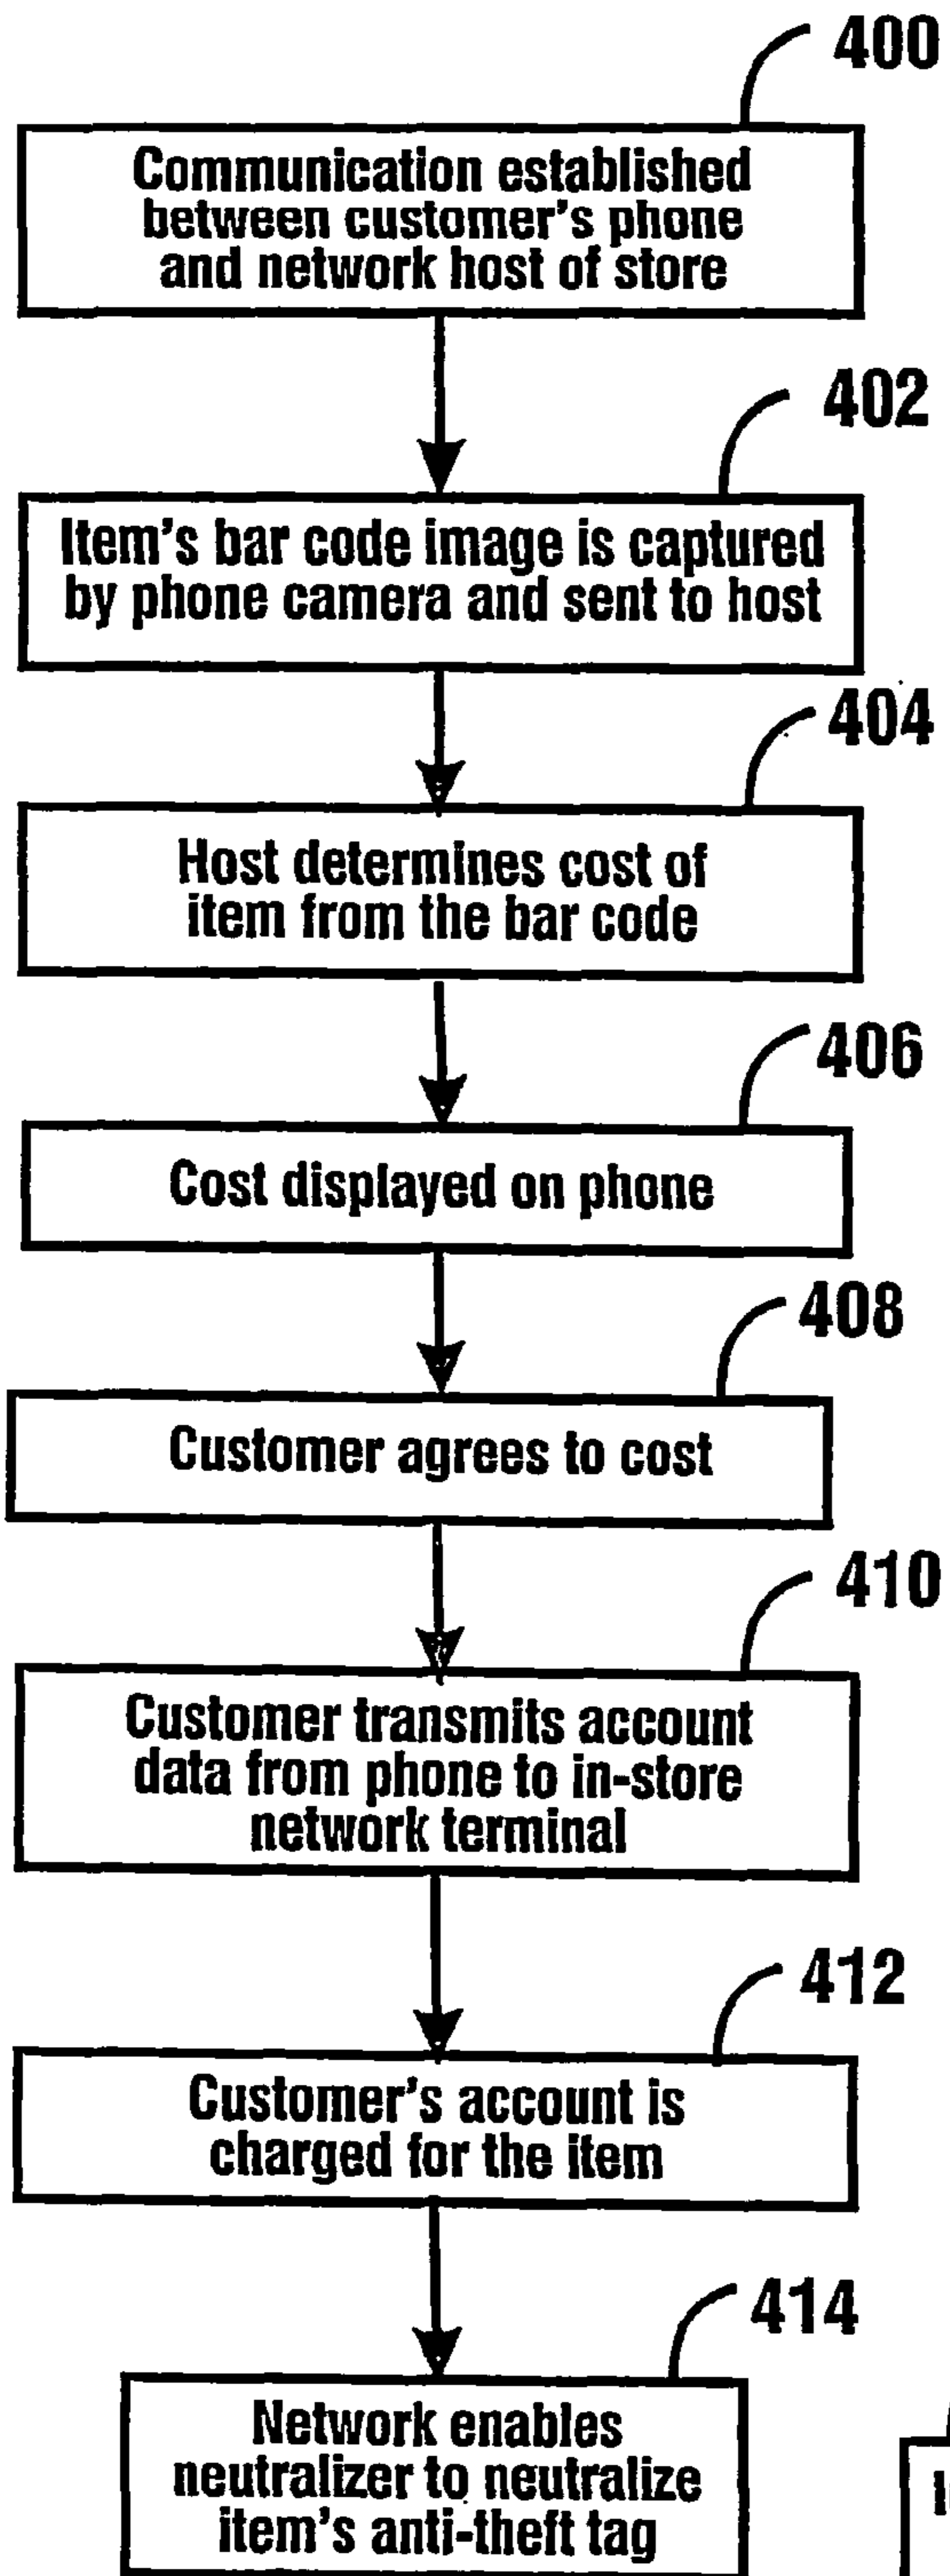 400
Communication established
between customer's phone
and network host of store
402
Item's bar code image is captured
by phone camera and sent to host
404
Host determines cost of
item from the bar code
406
Cost displayed on phone
408
Customer agrees to cost
410
Customer transmits account
data from phone to in-store
network terminal
412
Customer's account is
charged for the item
414
Network enables
neutralizer to neutralize
item's anti-theft tag